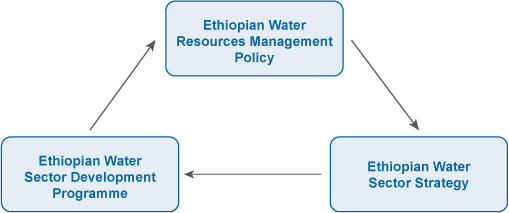 Ethiopian Water
Resources Management
Policy
Ethiopian Water
Sector Development
Programme
Ethiopian Water
Sector Strategy